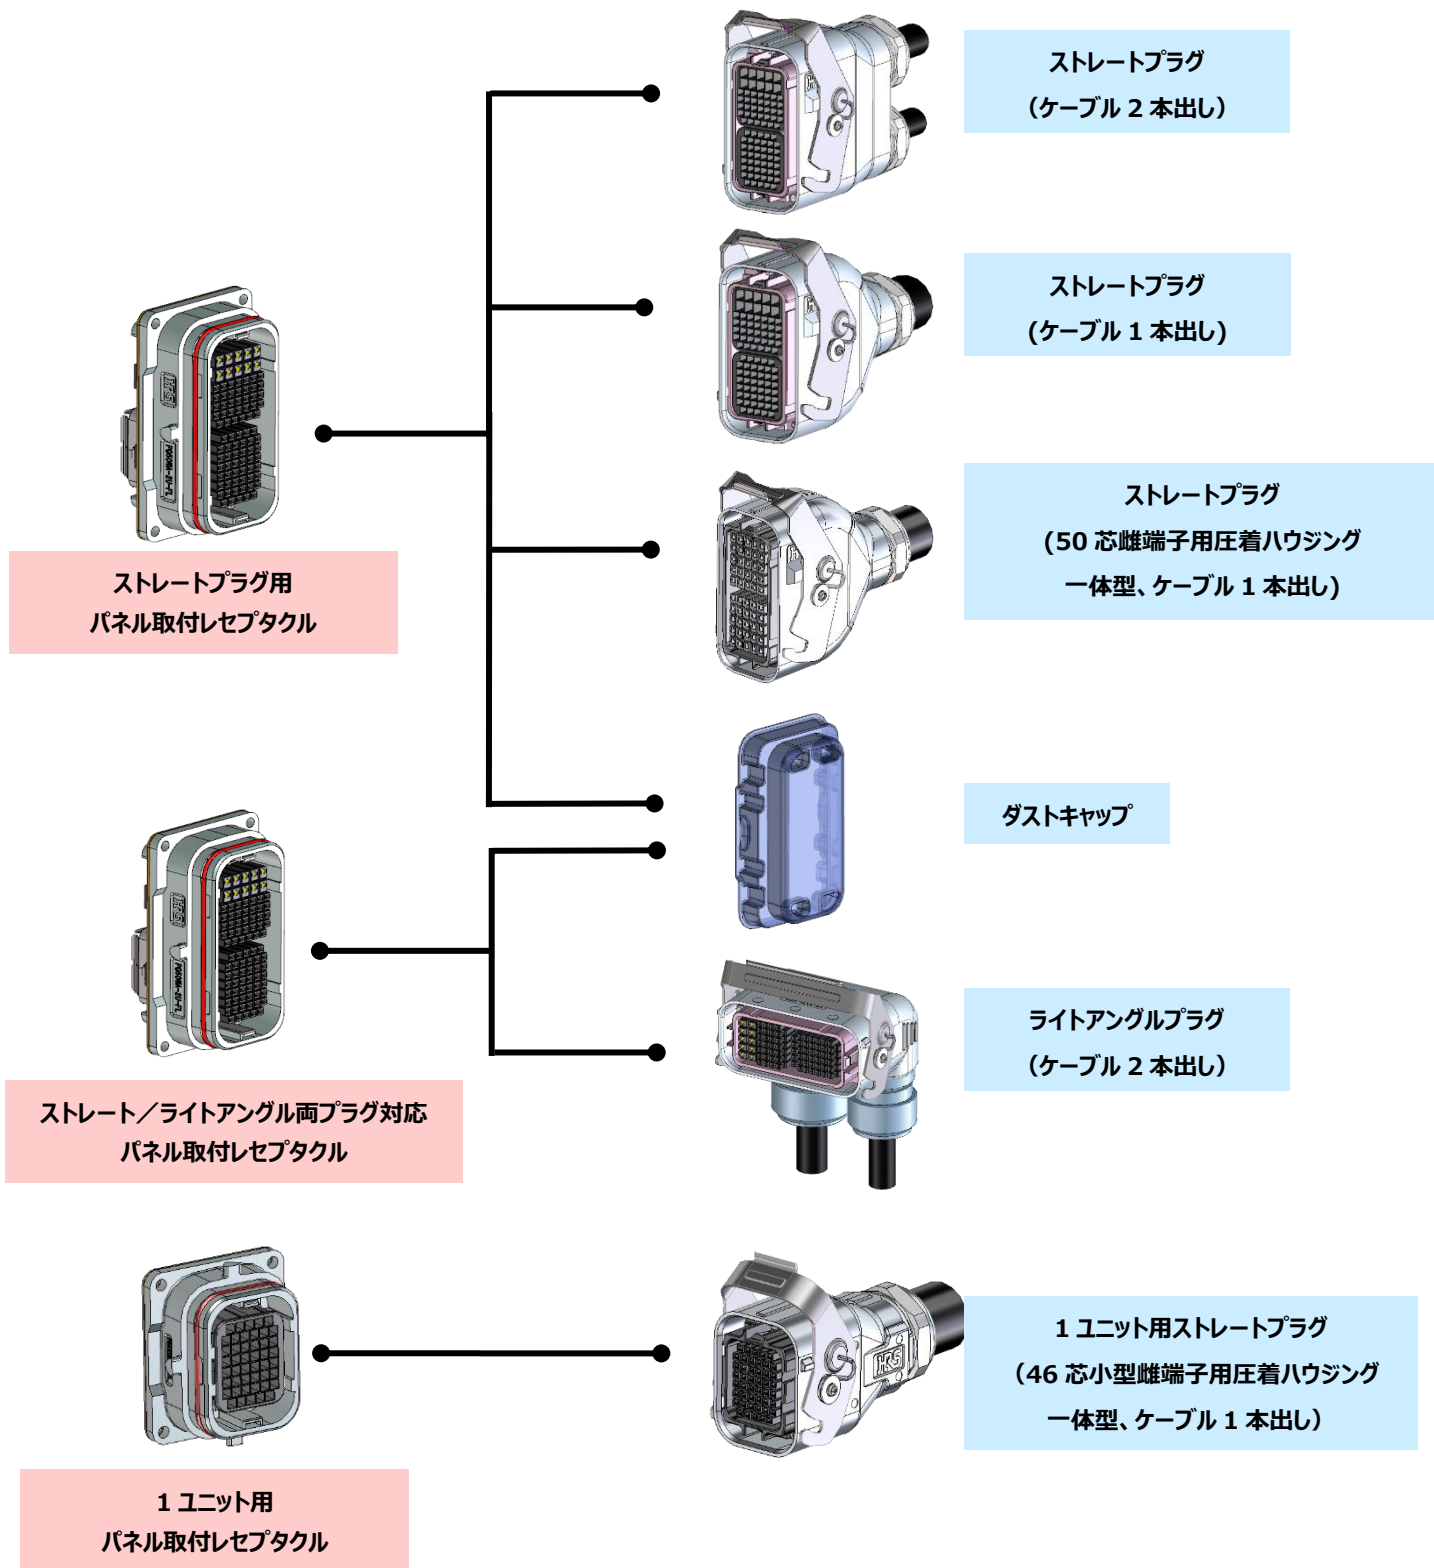 ストレートプラグ
（ケーブル 2 本出し）
ストレートプラグ
(ケーブル 1 本出し)
HRS
PQ50WA-2U-FL
ストレートプラグ用
パネル取付レセプタクル
ストレートプラグ
(50 芯雌端子用圧着ハウジング
一体型、ケーブル 1 本出し)
ダストキャップ
HRS
PQ50WA-2U-FL
ストレート／ライトアングル両プラグ対応
パネル取付レセプタクル
ライトアングルプラグ
（ケーブル 2 本出し）
HRS
1 ユニット用ストレートプラグ
（46 芯小型雌端子用圧着ハウジング
一体型、ケーブル 1 本出し）
1 ユニット用
パネル取付レセプタクル